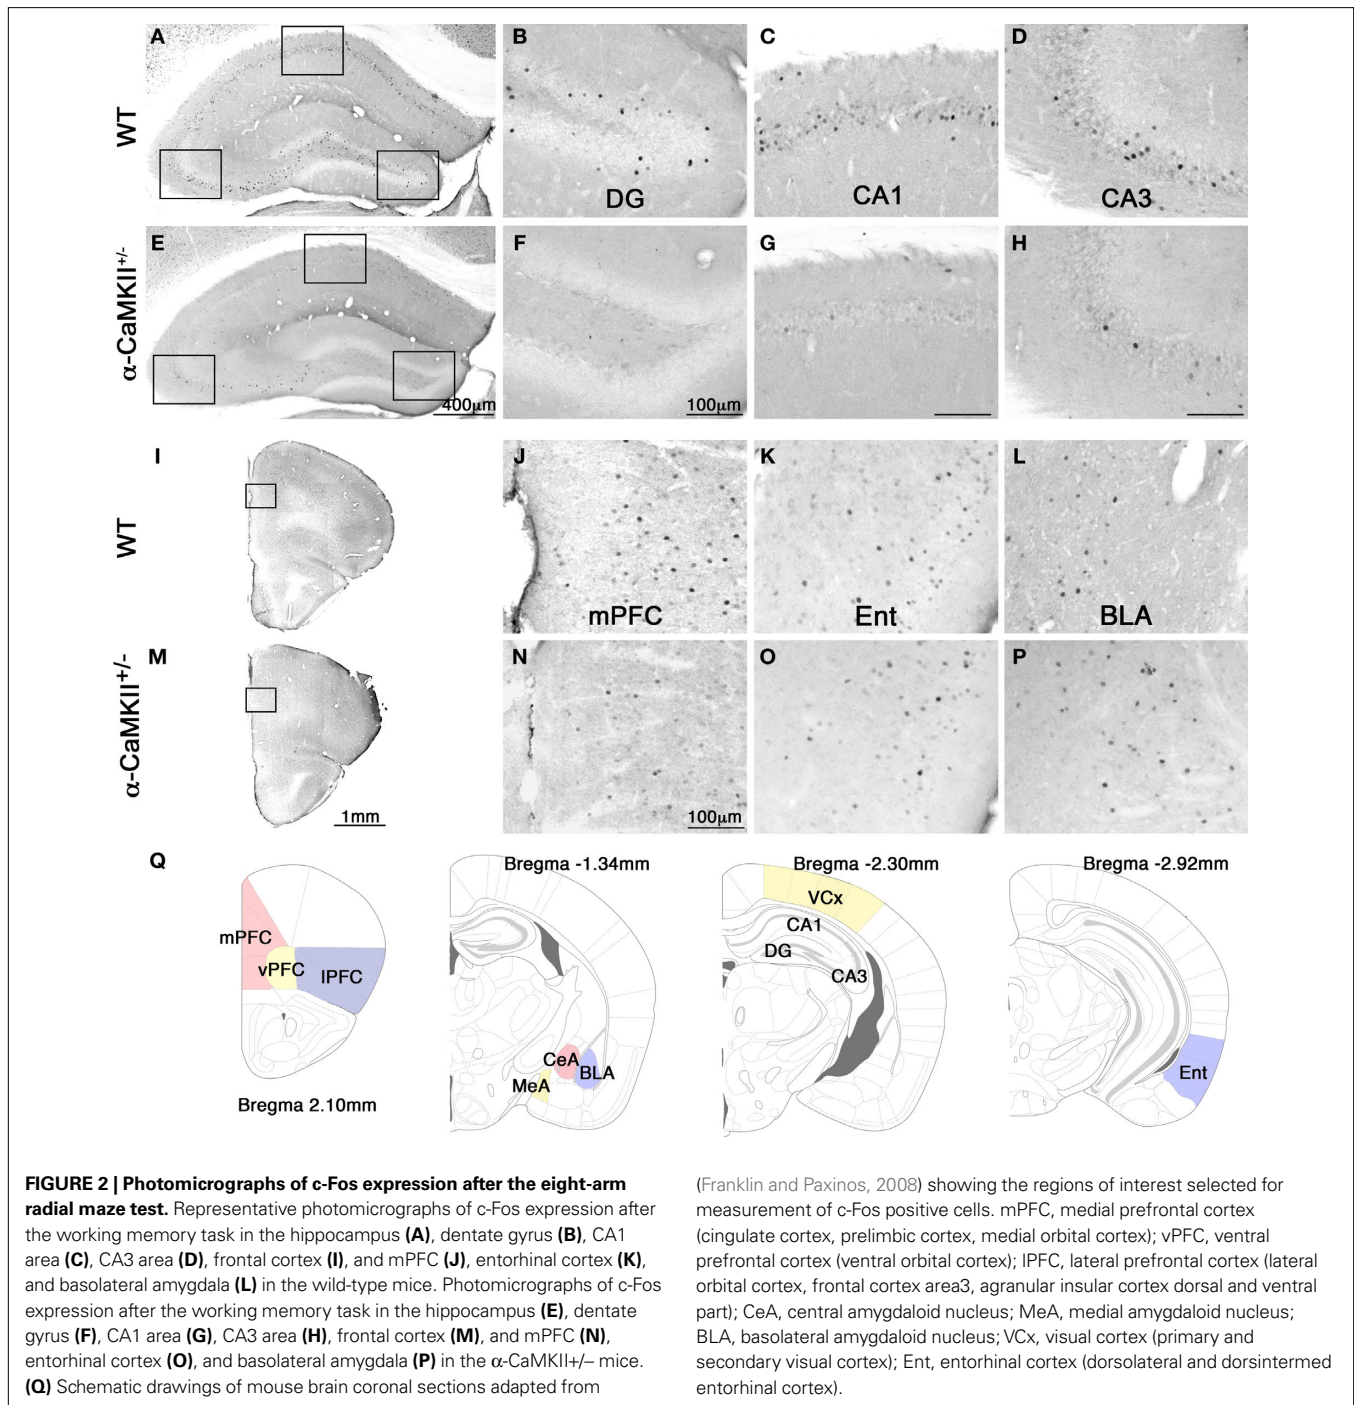 A
B
C
D
WT
DG
CA1
CA3
E
F
G
H
α-CaMKII+/-
400µm
100µm
I
J
K
L
WT
mPFC
Ent
BLA
M
N
O
P
α-CaMKII+/-
1mm
100µm
Q
Bregma -1.34mm
Bregma -2.30mm
Bregma -2.92mm
VCx
CA1
mPFC
DG
vPFC
lPFC
CA3
CeA
BLA
MeA
Ent
Bregma 2.10mm
FIGURE 2 | Photomicrographs of c-Fos expression after the eight-arm
radial maze test. Representative photomicrographs of c-Fos expression after
the working memory task in the hippocampus (A), dentate gyrus (B), CA1
area (C), CA3 area (D), frontal cortex (I), and mPFC (J), entorhinal cortex (K),
and basolateral amygdala (L) in the wild-type mice. Photomicrographs of c-Fos
expression after the working memory task in the hippocampus (E), dentate
gyrus (F), CA1 area (G), CA3 area (H), frontal cortex (M), and mPFC (N),
entorhinal cortex (O), and basolateral amygdala (P) in the α-CaMKII+/– mice.
(Q) Schematic drawings of mouse brain coronal sections adapted from
(Franklin and Paxinos, 2008) showing the regions of interest selected for
measurement of c-Fos positive cells. mPFC, medial prefrontal cortex
(cingulate cortex, prelimbic cortex, medial orbital cortex); vPFC, ventral
prefrontal cortex (ventral orbital cortex); lPFC, lateral prefrontal cortex (lateral
orbital cortex, frontal cortex area3, agranular insular cortex dorsal and ventral
part); CeA, central amygdaloid nucleus; MeA, medial amygdaloid nucleus;
BLA, basolateral amygdaloid nucleus; VCx, visual cortex (primary and
secondary visual cortex); Ent, entorhinal cortex (dorsolateral and dorsintermed
entorhinal cortex).